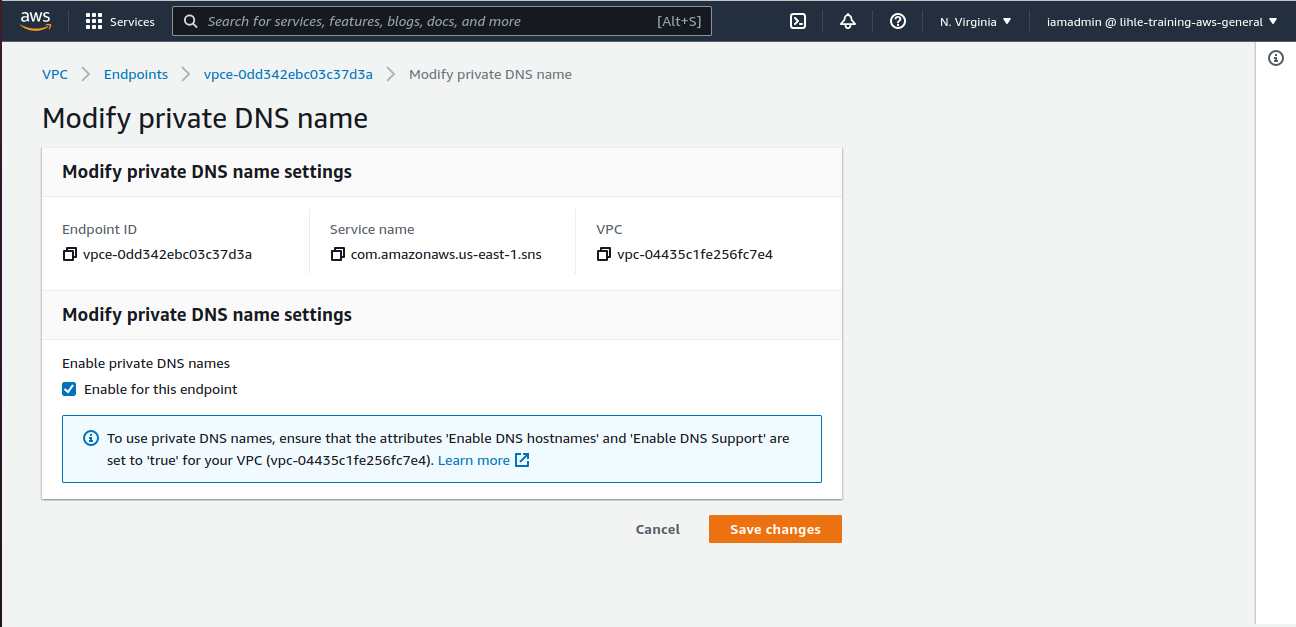 aws
Services
Search for services, features, blogs, docs, and more
[Alt+S]
N. Virginia
iamadmin @ lihle-training-aws-general
VPC
Endpoints
vpce-0dd342ebc03c37d3a
Modify private DNS name
Modify private DNS name
Modify private DNS name settings
Endpoint ID
vpce-0dd342ebc03c37d3a
Service name
com.amazonaws.us-east-1.sns
VPC
vpc-04435c1fe256fc7e4
Modify private DNS name settings
Enable private DNS names
Enable for this endpoint
To use private DNS names, ensure that the attributes 'Enable DNS hostnames' and 'Enable DNS Support' are
set to 'true' for your VPC (vpc-04435c1fe256fc7e4). Learn more
Cancel
Save changes